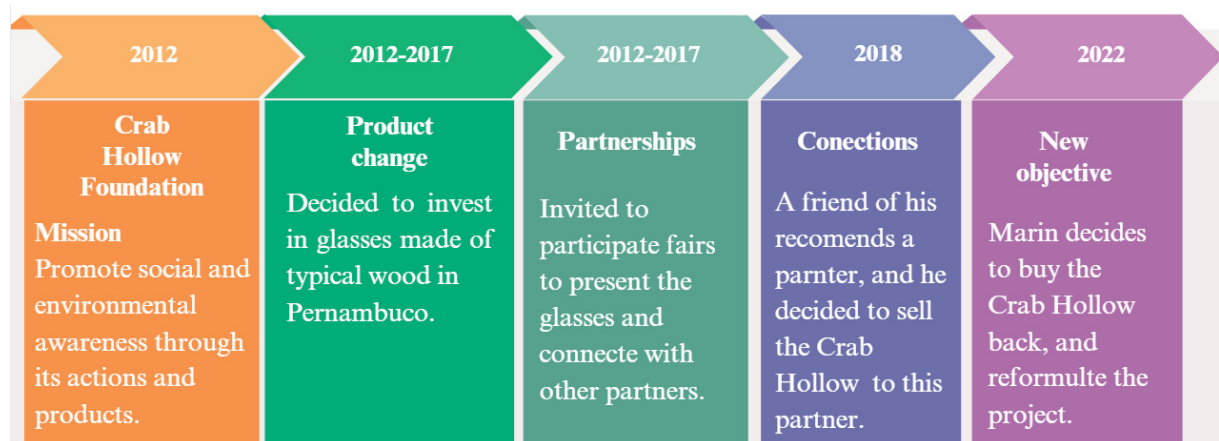 2012
Crab
Hollow
Foundation
Mission
Promote social and
environmental
awareness through
its actions and
products.
2012-2017
Product
change
Decided to invest
in glasses made of
typical wood in
Pernambuco.
2012-2017
Partnerships
Invited to
participate fairs
to present the
glasses and
connecte with
other partners.
2018
Conections
A friend of his
recomends a
parnter, and he
decided to sell
the Crab
Hollow to this
partner.
2022
New
objective
Marin decides
to buy the
Crab Hollow
back, and
reformulte the
project.